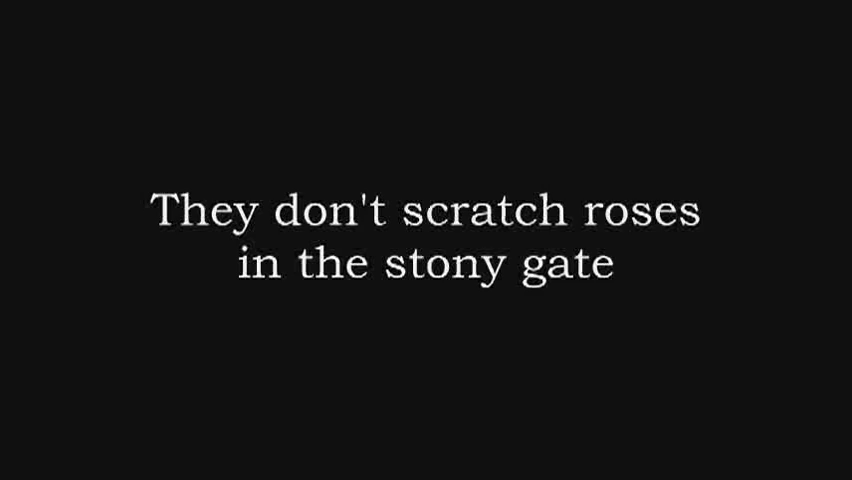 They don't scratch roses
in the stony gate